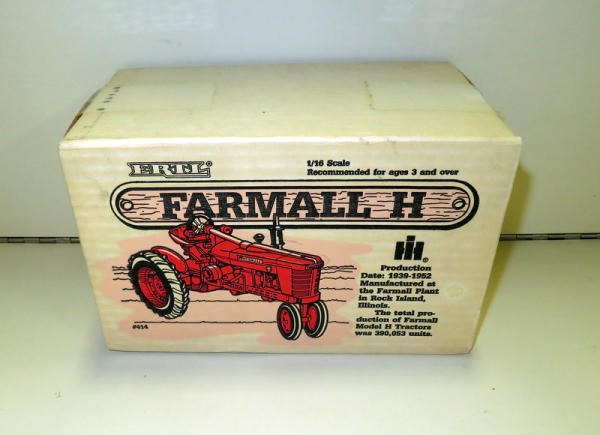 ERTL®
1/16 Scale
Recommended for ages 3 and over
FARMALL H
IH®
Production
Date: 1939-1952
Manufactured at
the Farmall Plant
in Rock Island,
Illinois.
The total pro-
duction of Farmall
Model H Tractors
was 390,053 units.
#414